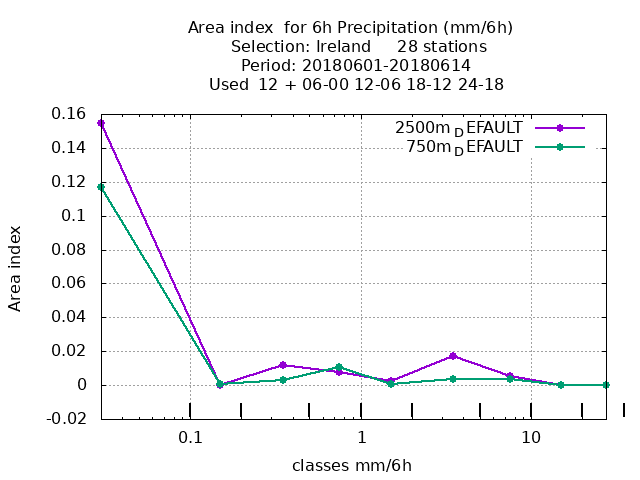 Area index  for 6h Precipitation (mm/6h)
Selection: Ireland     28 stations
Period: 20180601-20180614
Used  12 + 06-00 12-06 18-12 24-18
2500m_DEFAULT
750m_DEFAULT
0.16
0.14
0.12
0.1
0.08
0.06
0.04
0.02
0
-0.02
Area index
0.1
1
10
classes mm/6h